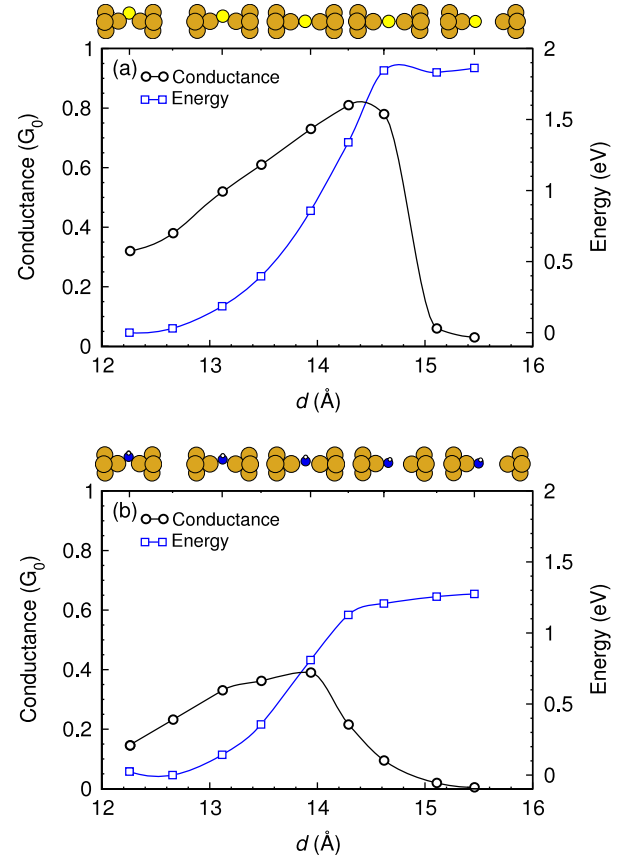 (a)
Conductance
Energy
Conductance (G₀)
Energy (eV)
1
0.8
0.6
0.4
0.2
0
2
1.5
1
0.5
0
12 13 14 15 16
d (Å)
(b)
Conductance
Energy
Conductance (G₀)
Energy (eV)
1
0.8
0.6
0.4
0.2
0
2
1.5
1
0.5
0
12 13 14 15 16
d (Å)